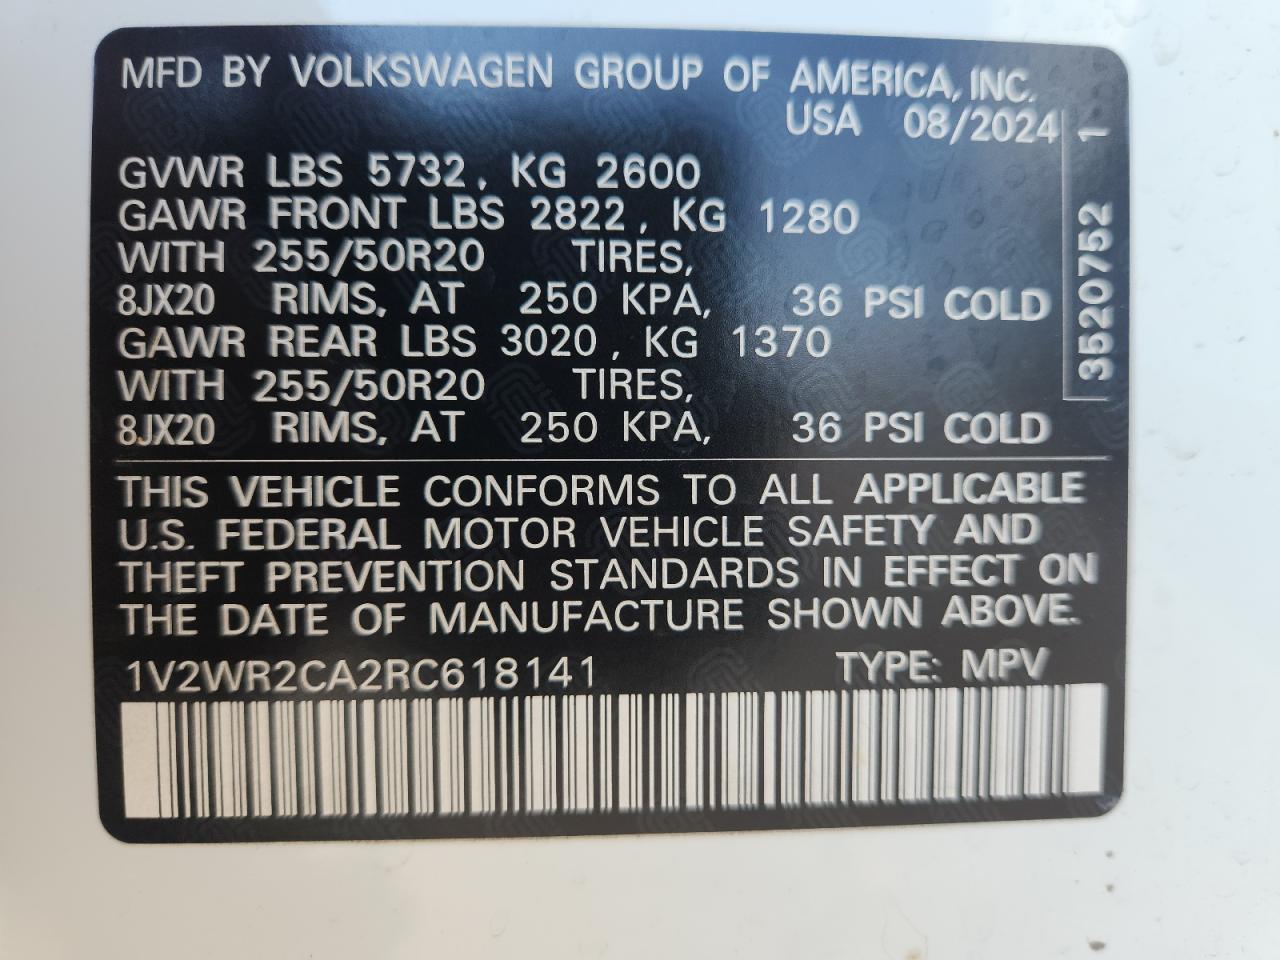 MFD BY VOLKSWAGEN GROUP OF AMERICA, INC.
USA 08/2024
GVWR LBS 5732, KG 2600
GAWR FRONT LBS 2822, KG 1280
WITH 255/50R20 TIRES,
8JX20 RIMS, AT 250 KPA, 36 PSI COLD
GAWR REAR LBS 3020, KG 1370
WITH 255/50R20 TIRES,
8JX20 RIMS, AT 250 KPA, 36 PSI COLD
3520752 1
THIS VEHICLE CONFORMS TO ALL APPLICABLE
U.S. FEDERAL MOTOR VEHICLE SAFETY AND
THEFT PREVENTION STANDARDS IN EFFECT ON
THE DATE OF MANUFACTURE SHOWN ABOVE.
1V2WR2CA2RC618141 TYPE: MPV